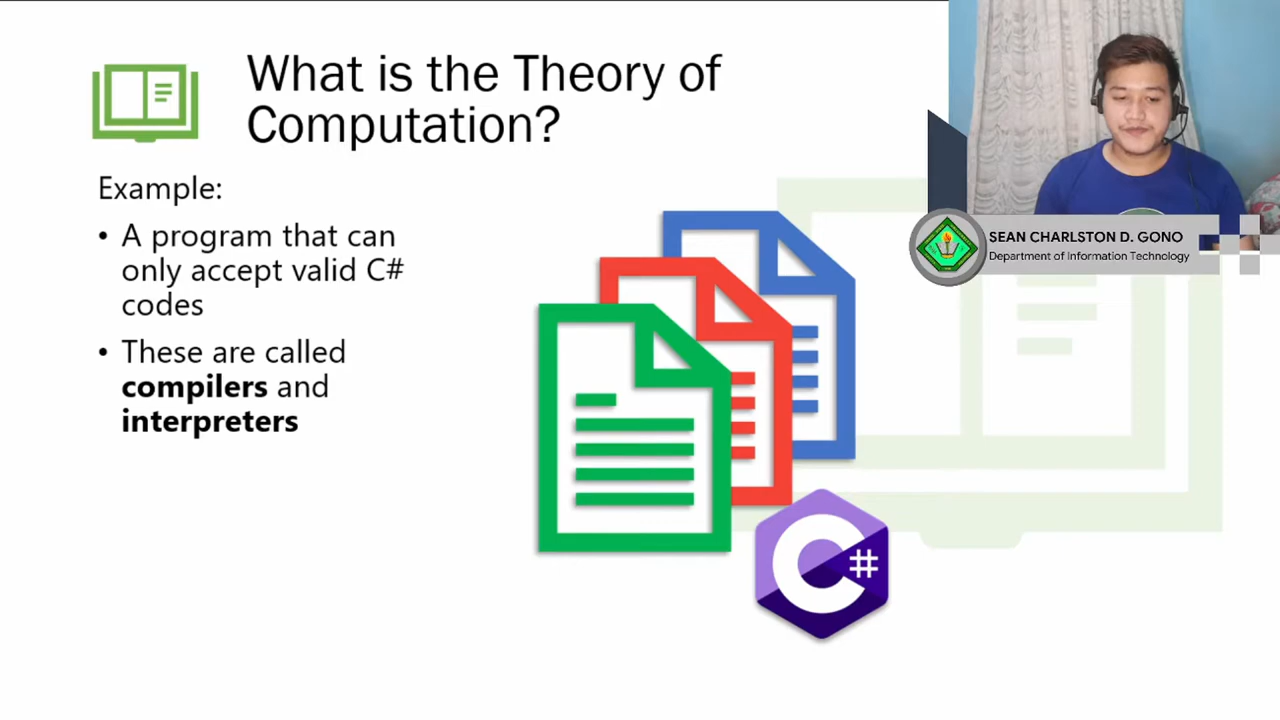 What is the Theory of
Computation?
Example:
• A program that can
only accept valid C#
codes
• These are called
compilers and
interpreters
C#
SEAN CHARLSTON D. GONO
Department of Information Technology